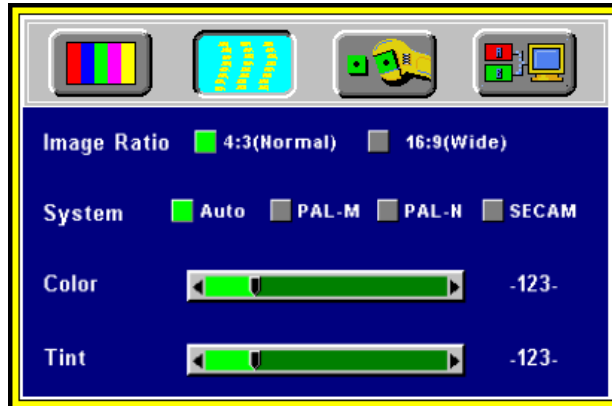 Image Ratio 4:3(Normal) 16:9(Wide)
System Auto PAL-M PAL-N SECAM
Color -123-
Tint -123-